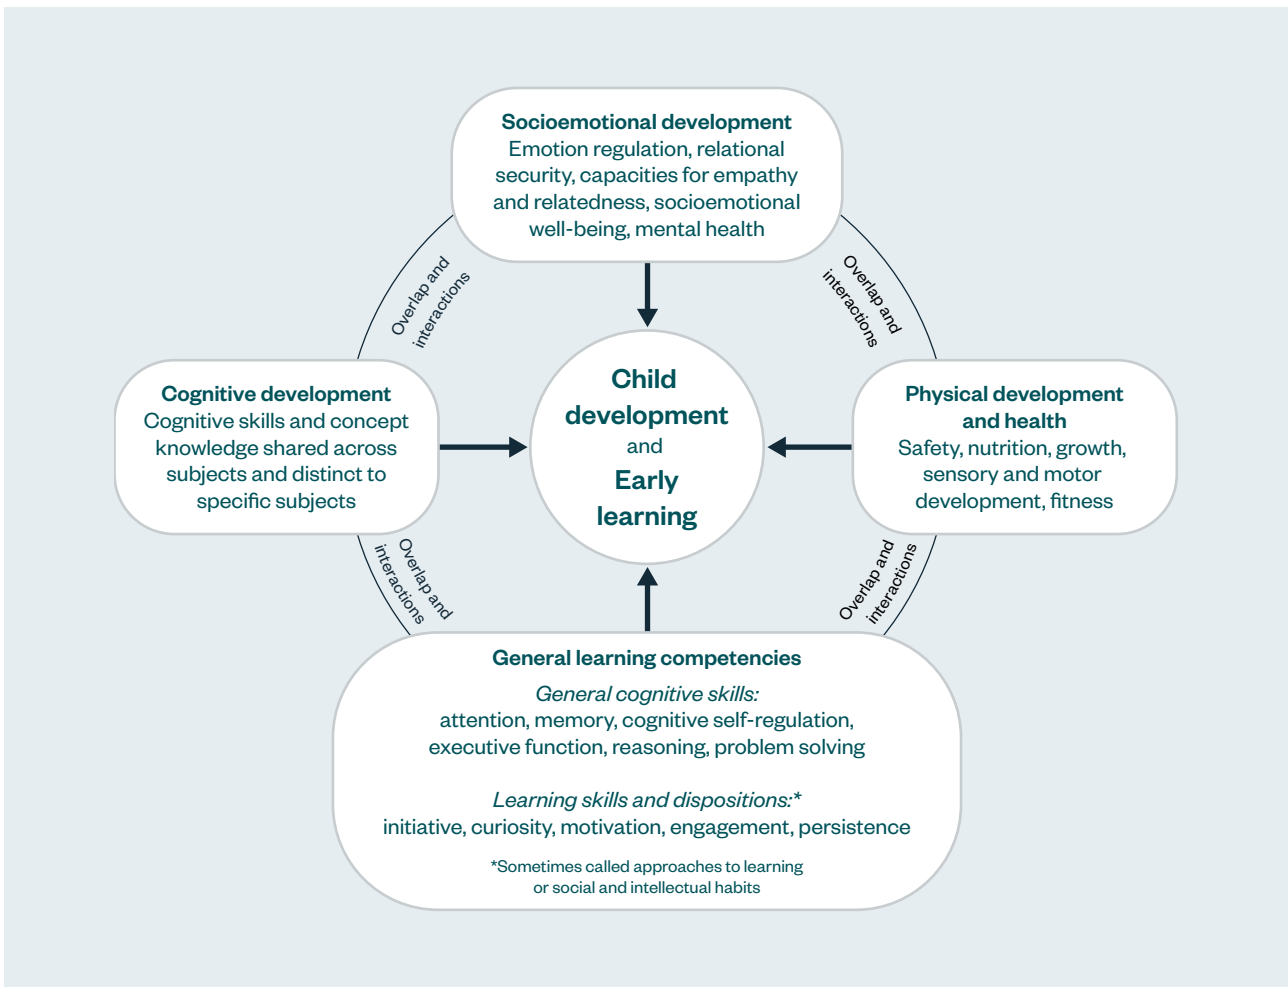 Socioemotional development
Emotion regulation, relational
security, capacities for empathy
and relatedness, socioemotional
well-being, mental health
Overlap and
interactions
Overlap and
interactions
Cognitive development
Cognitive skills and concept
knowledge shared across
subjects and distinct to
specific subjects
Child
development
and
Early
learning
Physical development
and health
Safety, nutrition, growth,
sensory and motor
development, fitness
Overlap and
interactions
Overlap and
interactions
General learning competencies
General cognitive skills:
attention, memory, cognitive self-regulation,
executive function, reasoning, problem solving
Learning skills and dispositions:*
initiative, curiosity, motivation, engagement, persistence
*Sometimes called approaches to learning
or social and intellectual habits